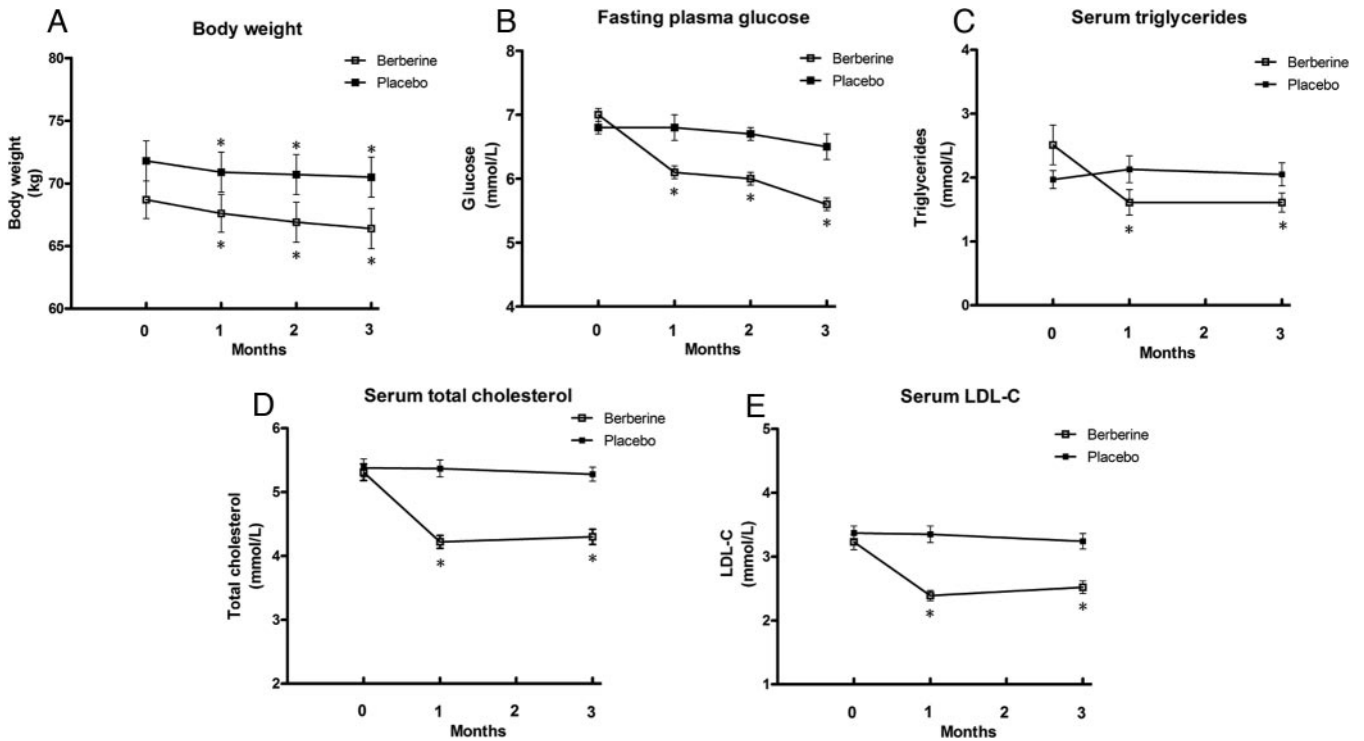 A
Body weight
Berberine
Placebo
80
75
70
65
60
Body weight
(kg)
*
*
*
*
*
*
0 1 2 3
Months
B
Fasting plasma glucose
Berberine
Placebo
8
7
6
5
4
Glucose
(mmol/L)
*
*
*
0 1 2 3
Months
C
Serum triglycerides
Berberine
Placebo
4
3
2
1
0
Triglycerides
(mmol/L)
*
*
0 1 2 3
Months
D
Serum total cholesterol
Berberine
Placebo
6
5
4
3
2
Total cholesterol
(mmol/L)
*
*
0 1 2 3
Months
E
Serum LDL-C
Berberine
Placebo
5
4
3
2
1
LDL-C
(mmol/L)
*
*
0 1 2 3
Months